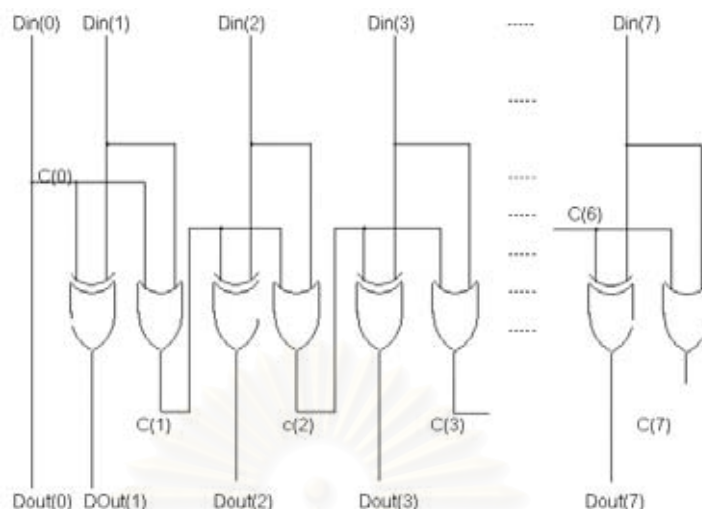 Din(0) Din(1) Din(2) Din(3) Din(7)
C(0)
C(6)
C(1) c(2) C(3) C(7)
Dout(0) DOut(1) Dout(2) Dout(3) Dout(7)